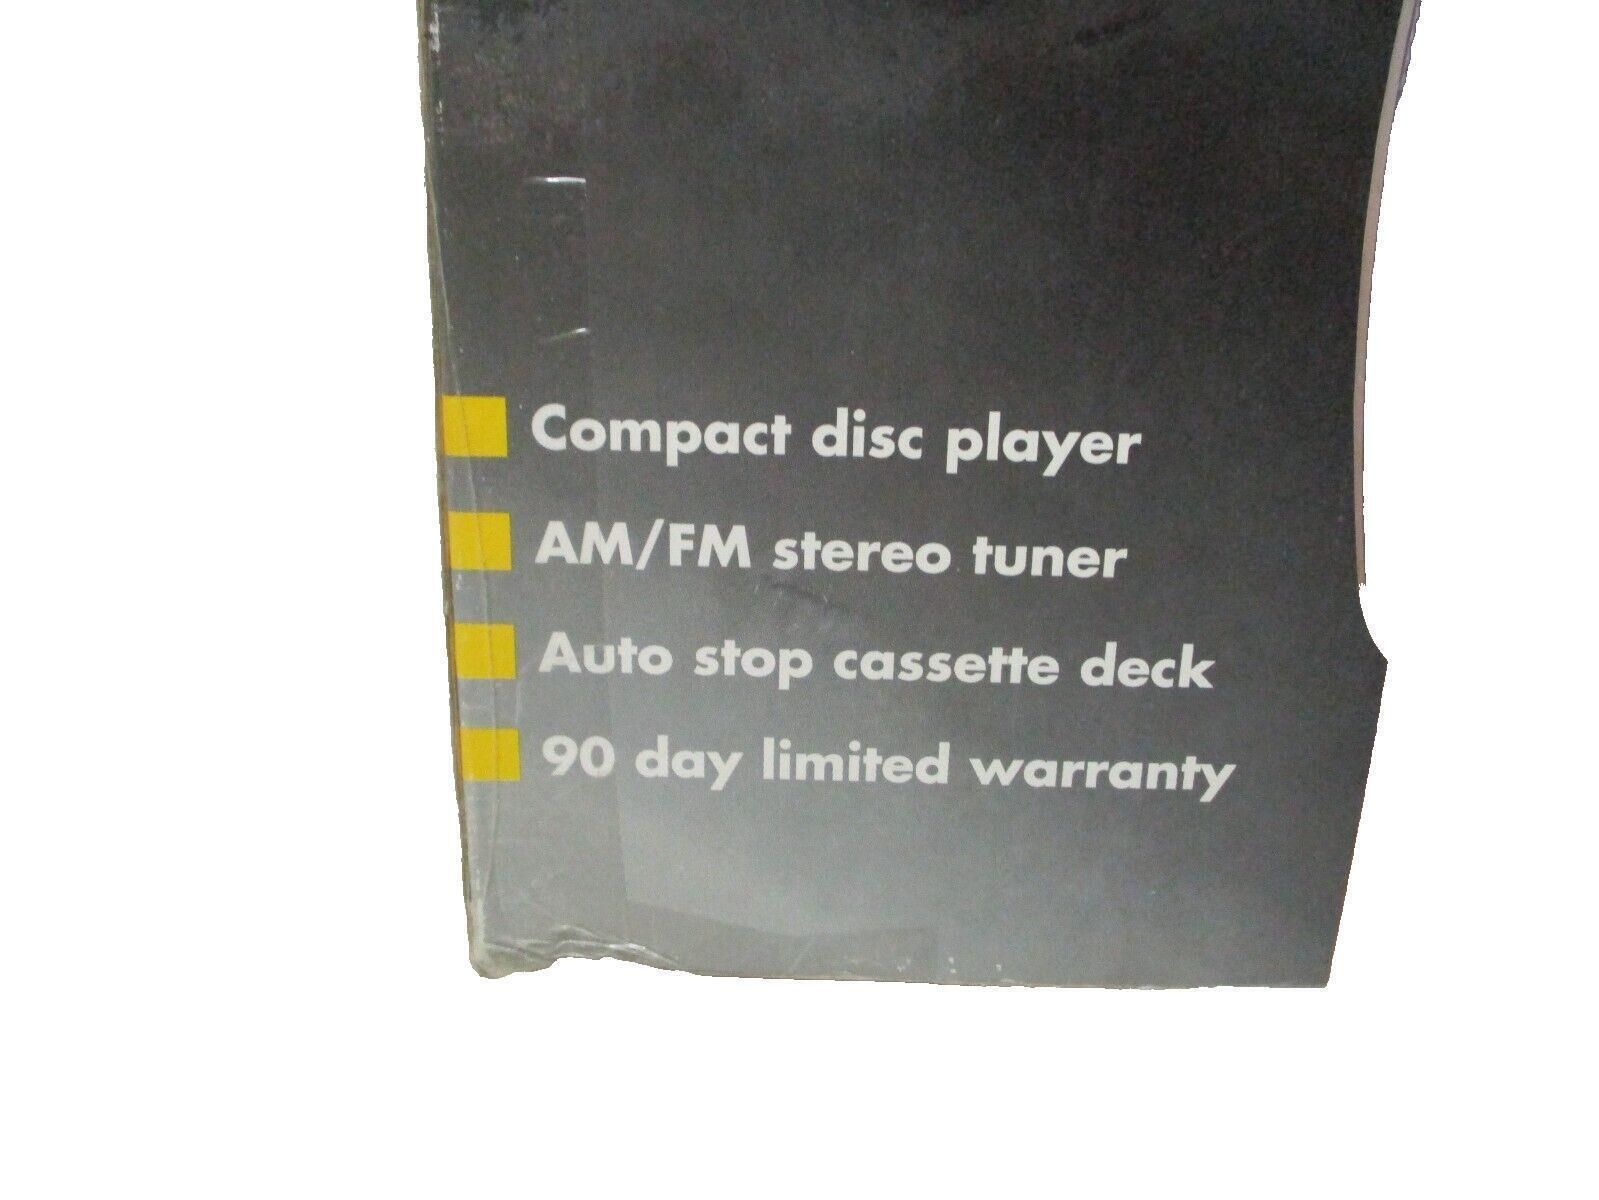 Compact disc player
AM/FM stereo tuner
Auto stop cassette deck
90 day limited warranty